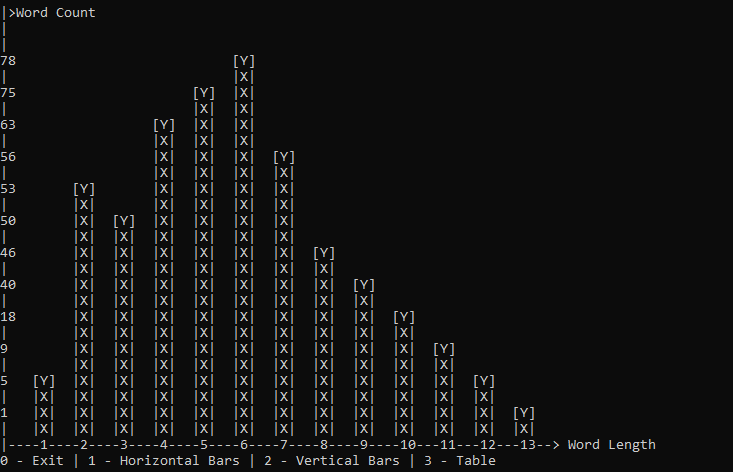 |>Word Count
|
|
78                           [Y]
|                            |X|
75                      [Y]  |X|
|                       |X|  |X|
63                 [Y]  |X|  |X|
|                  |X|  |X|  |X|
56                 |X|  |X|  |X|  [Y]
|                  |X|  |X|  |X|  |X|
53       [Y]       |X|  |X|  |X|  |X|
|        |X|       |X|  |X|  |X|  |X|
50       |X|  [Y]  |X|  |X|  |X|  |X|
|        |X|  |X|  |X|  |X|  |X|  |X|
46       |X|  |X|  |X|  |X|  |X|  |X|  [Y]
|        |X|  |X|  |X|  |X|  |X|  |X|  |X|
40       |X|  |X|  |X|  |X|  |X|  |X|  |X|  [Y]
|        |X|  |X|  |X|  |X|  |X|  |X|  |X|  |X|
18       |X|  |X|  |X|  |X|  |X|  |X|  |X|  |X|  [Y]
|        |X|  |X|  |X|  |X|  |X|  |X|  |X|  |X|  |X|
9        |X|  |X|  |X|  |X|  |X|  |X|  |X|  |X|  |X|  [Y]
|        |X|  |X|  |X|  |X|  |X|  |X|  |X|  |X|  |X|  |X|
5   [Y]  |X|  |X|  |X|  |X|  |X|  |X|  |X|  |X|  |X|  |X|  [Y]
|   |X|  |X|  |X|  |X|  |X|  |X|  |X|  |X|  |X|  |X|  |X|  |X|
1   |X|  |X|  |X|  |X|  |X|  |X|  |X|  |X|  |X|  |X|  |X|  |X|  [Y]
|   |X|  |X|  |X|  |X|  |X|  |X|  |X|  |X|  |X|  |X|  |X|  |X|  |X|
|----1----2----3----4----5----6----7----8----9----10---11---12---13--> Word Length
0 - Exit | 1 - Horizontal Bars | 2 - Vertical Bars | 3 - Table